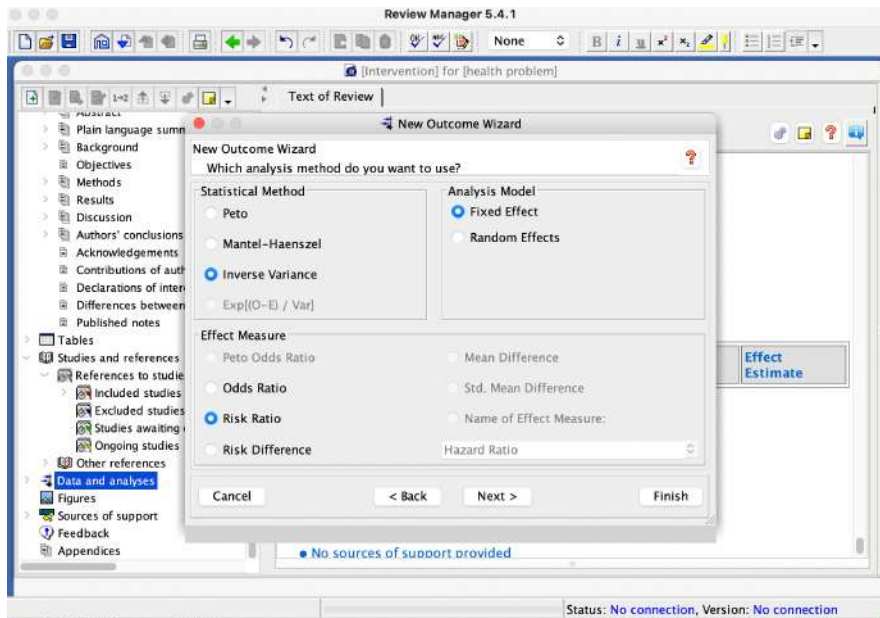 Review Manager 5.4.1
None
B i u x² x₂
[Intervention] for [health problem]
Text of Review
Abstract
Plain language summ
Background
Objectives
Methods
Results
Discussion
Authors' conclusions
Acknowledgements
Contributions of auth
Declarations of inter
Differences between
Published notes
Tables
Studies and references
References to studie
Included studies
Excluded studies
Studies awaiting
Ongoing studies
Other references
Data and analyses
Figures
Sources of support
Feedback
Appendices
New Outcome Wizard
New Outcome Wizard
Which analysis method do you want to use?
Statistical Method
Peto
Mantel-Haenszel
Inverse Variance
Exp[(O-E) / Var]
Analysis Model
Fixed Effect
Random Effects
Effect Measure
Peto Odds Ratio
Odds Ratio
Risk Ratio
Risk Difference
Mean Difference
Std. Mean Difference
Name of Effect Measure:
Hazard Ratio
Cancel
< Back
Next >
Finish
Effect
Estimate
No sources of support provided
Status: No connection, Version: No connection